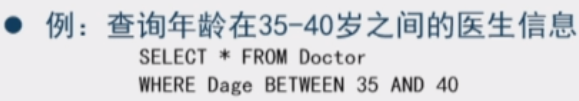 ● 例：查询年龄在35-40岁之间的医生信息
SELECT * FROM Doctor
WHERE Dage BETWEEN 35 AND 40